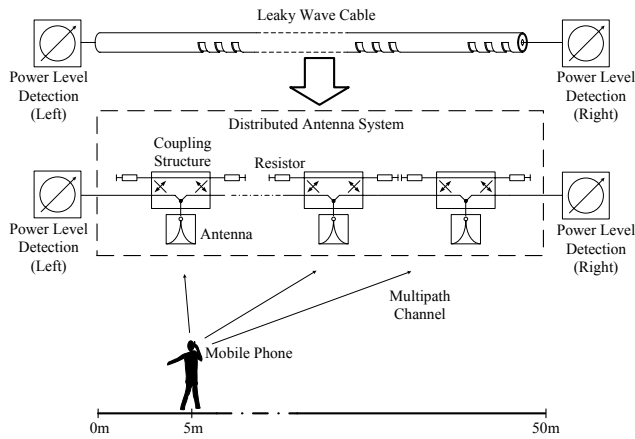 Leaky Wave Cable
Power Level
Detection
(Left)
Power Level
Detection
(Right)
Distributed Antenna System
Coupling
Structure
Resistor
Antenna
Power Level
Detection
(Left)
Power Level
Detection
(Right)
Multipath
Channel
Mobile Phone
0m
5m
50m